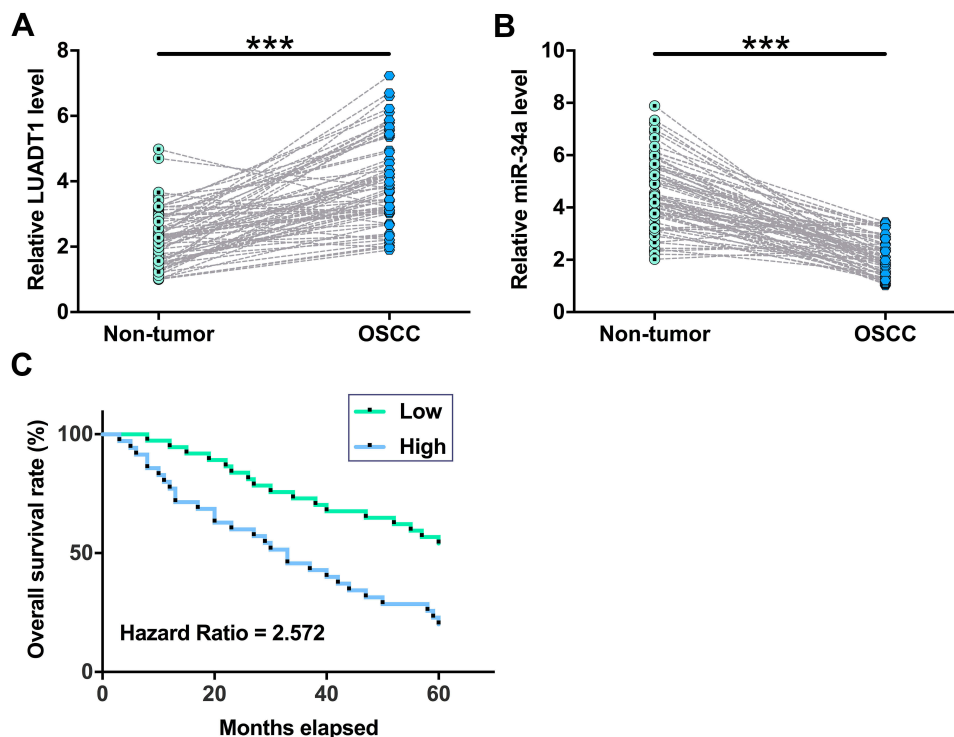 A
***
Relative LUADT1 level
8
6
4
2
0
Non-tumor OSCC
B
***
Relative miR-34a level
10
8
6
4
2
0
Non-tumor OSCC
C
Low
High
Overall survival rate (%)
100
50
0
Hazard Ratio = 2.572
0 20 40 60
Months elapsed